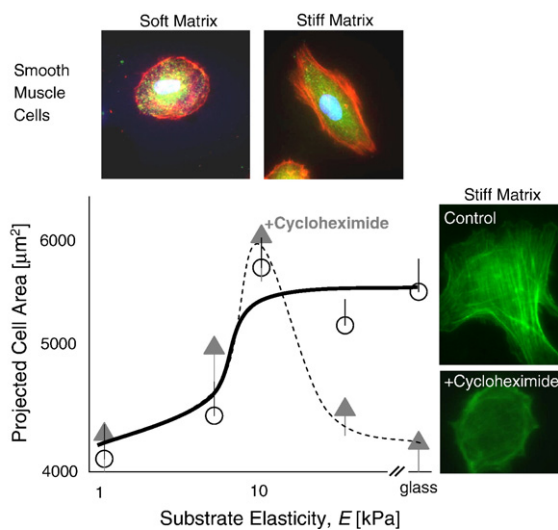 Soft Matrix
Stiff Matrix
Smooth
Muscle
Cells
Stiff Matrix
Control
+Cycloheximide
+Cycloheximide
Projected Cell Area [μm²]
6000
5000
4000
1
10
glass
Substrate Elasticity, E [kPa]